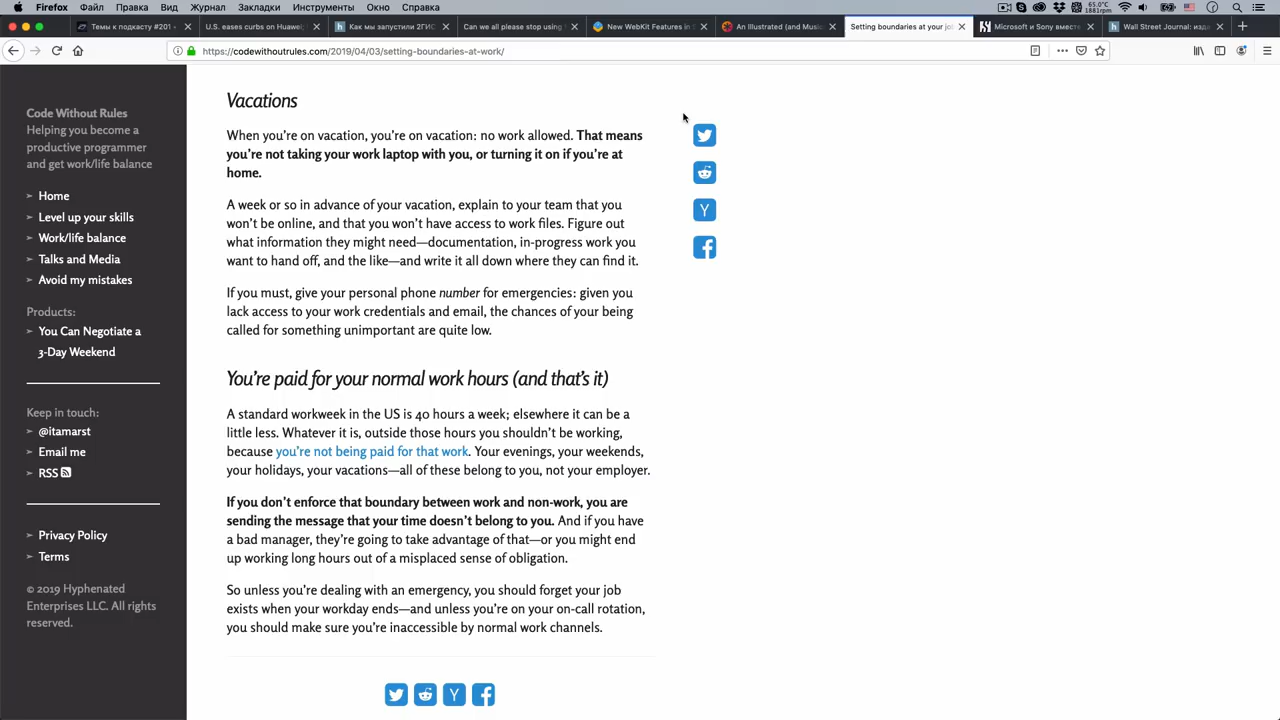 Firefox Файл Правка Вид Журнал Закладки Инструменты Окно Справка 65.0°C 1881rpm
Темы к подкасту #201 U.S. eases curbs on Huawei Как мы запустили 2ГИС Can we all please stop using New WebKit Features in An Illustrated (and Music Setting boundaries at your jo Microsoft и Sony вместе Wall Street Journal: изда
https://codewithoutrules.com/2019/04/03/setting-boundaries-at-work/
Code Without Rules
Helping you become a
productive programmer
and get work/life balance
Home
Level up your skills
Work/life balance
Talks and Media
Avoid my mistakes
Products:
You Can Negotiate a
3-Day Weekend
Keep in touch:
@itamarst
Email me
RSS
Privacy Policy
Terms
© 2019 Hyphenated
Enterprises LLC. All rights
reserved.
Vacations
When you're on vacation, you're on vacation: no work allowed. That means
you're not taking your work laptop with you, or turning it on if you're at
home.
A week or so in advance of your vacation, explain to your team that you
won't be online, and that you won't have access to work files. Figure out
what information they might need—documentation, in-progress work you
want to hand off, and the like—and write it all down where they can find it.
If you must, give your personal phone number for emergencies: given you
lack access to your work credentials and email, the chances of your being
called for something unimportant are quite low.
You're paid for your normal work hours (and that's it)
A standard workweek in the US is 40 hours a week; elsewhere it can be a
little less. Whatever it is, outside those hours you shouldn't be working,
because you're not being paid for that work. Your evenings, your weekends,
your holidays, your vacations—all of these belong to you, not your employer.
If you don't enforce that boundary between work and non-work, you are
sending the message that your time doesn't belong to you. And if you have
a bad manager, they're going to take advantage of that—or you might end
up working long hours out of a misplaced sense of obligation.
So unless you're dealing with an emergency, you should forget your job
exists when your workday ends—and unless you're on your on-call rotation,
you should make sure you're inaccessible by normal work channels.